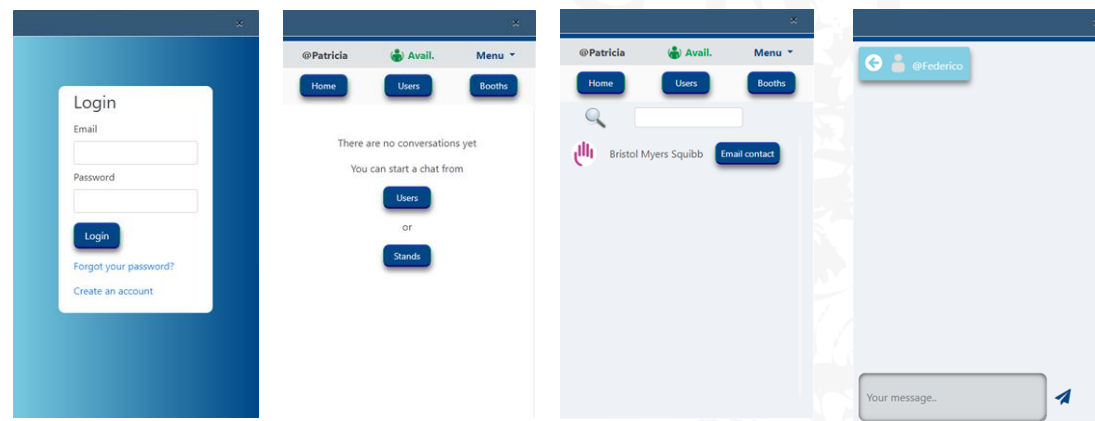 Login
Email
Password
Login
Forgot your password?
Create an account
@Patricia Avail. Menu
Home Users Booths
There are no conversations yet
You can start a chat from
Users
or
Stands
@Patricia Avail. Menu
Home Users Booths
Bristol Myers Squibb Email contact
@Federico
Your message..